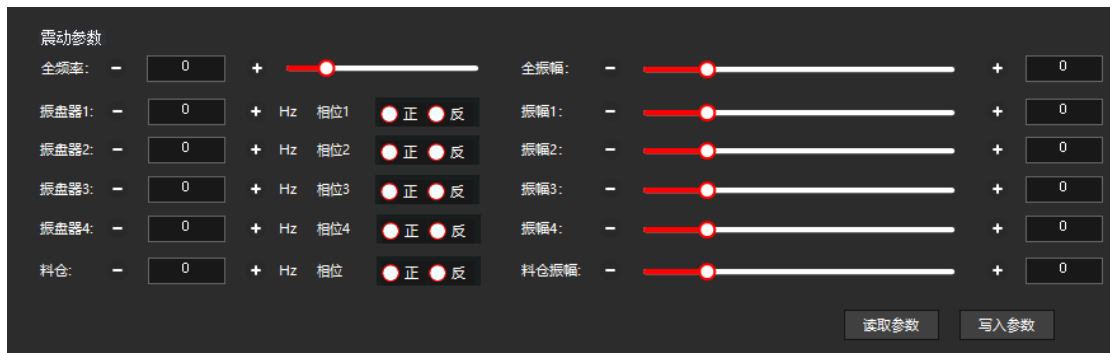 震动参数
全频率: - 0 + 全振幅: - + 0
振盘器1: - 0 + Hz 相位1 正 反 振幅1: - + 0
振盘器2: - 0 + Hz 相位2 正 反 振幅2: - + 0
振盘器3: - 0 + Hz 相位3 正 反 振幅3: - + 0
振盘器4: - 0 + Hz 相位4 正 反 振幅4: - + 0
料仓: - 0 + Hz 相位 正 反 料仓振幅: - + 0
读取参数 写入参数